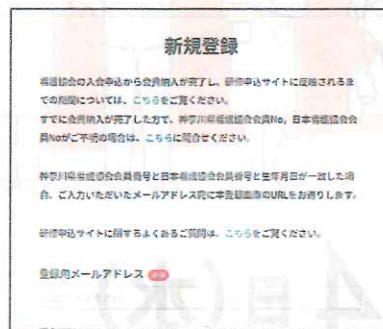 新規登録
看護協会の入会申込から会費納入が完了し、研修申込サイトに反映されるま
での期間については、こちらをご覧ください。
すでに会費納入が完了した方で、神奈川県看護協会会員No、日本看護協会会
員Noがご不明の場合は、こちらに問合せください。
神奈川県看護協会会員番号と日本看護協会会員番号と生年月日が一致した場
合、ご入力いただいたメールアドレス宛に本登録画面のURLをお送りします。
研修申込サイトに関するよくあるご質問は、こちらをご覧ください。
登録用メールアドレス 必須